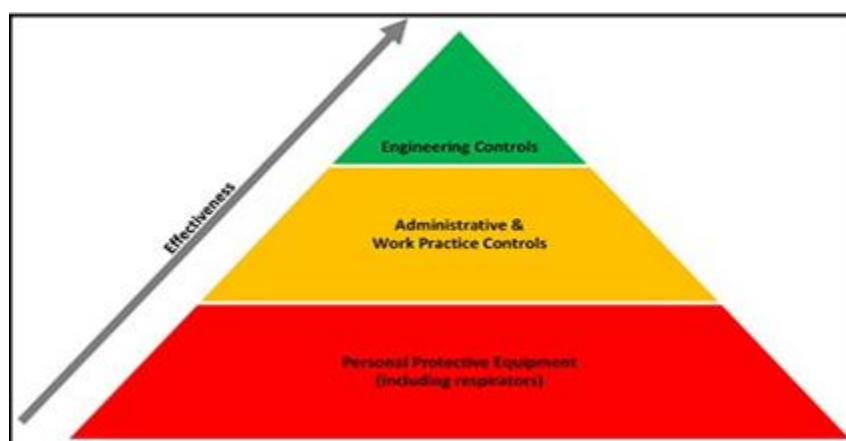 Effectiveness
Engineering Controls
Administrative &
Work Practice Controls
Personal Protective Equipment
(Including respirators)